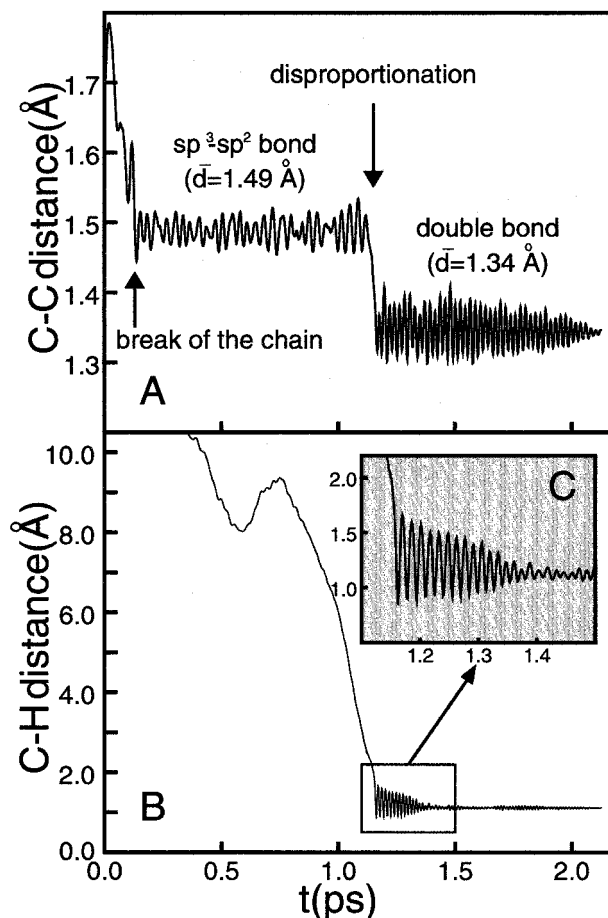 1.7
1.6
1.5
1.4
1.3
C-C distance(Å)
disproportionation
sp³-sp² bond
(d̄=1.49 Å)
double bond
(d̄=1.34 Å)
break of the chain
A
10.0
8.0
6.0
4.0
2.0
0.0
C-H distance(Å)
2.0
1.5
1.0
C
1.2 1.3 1.4
B
0.0 0.5 1.0 1.5 2.0
t(ps)